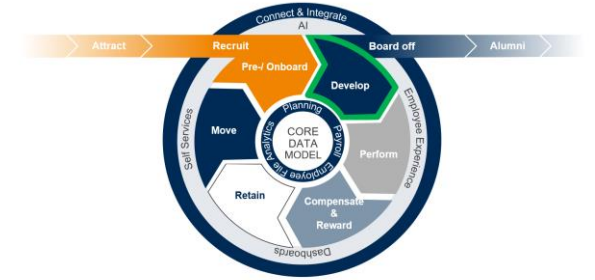 Connect & Integrate
AI
Attract
Recruit
Board off
Alumni
Pre-/ Onboard
Develop
Employee Experience
Self Services
Move
Planning
Payroll
Employee File
Analytics
CORE
DATA
MODEL
Perform
Retain
Compensate
&
Reward
Dashboards